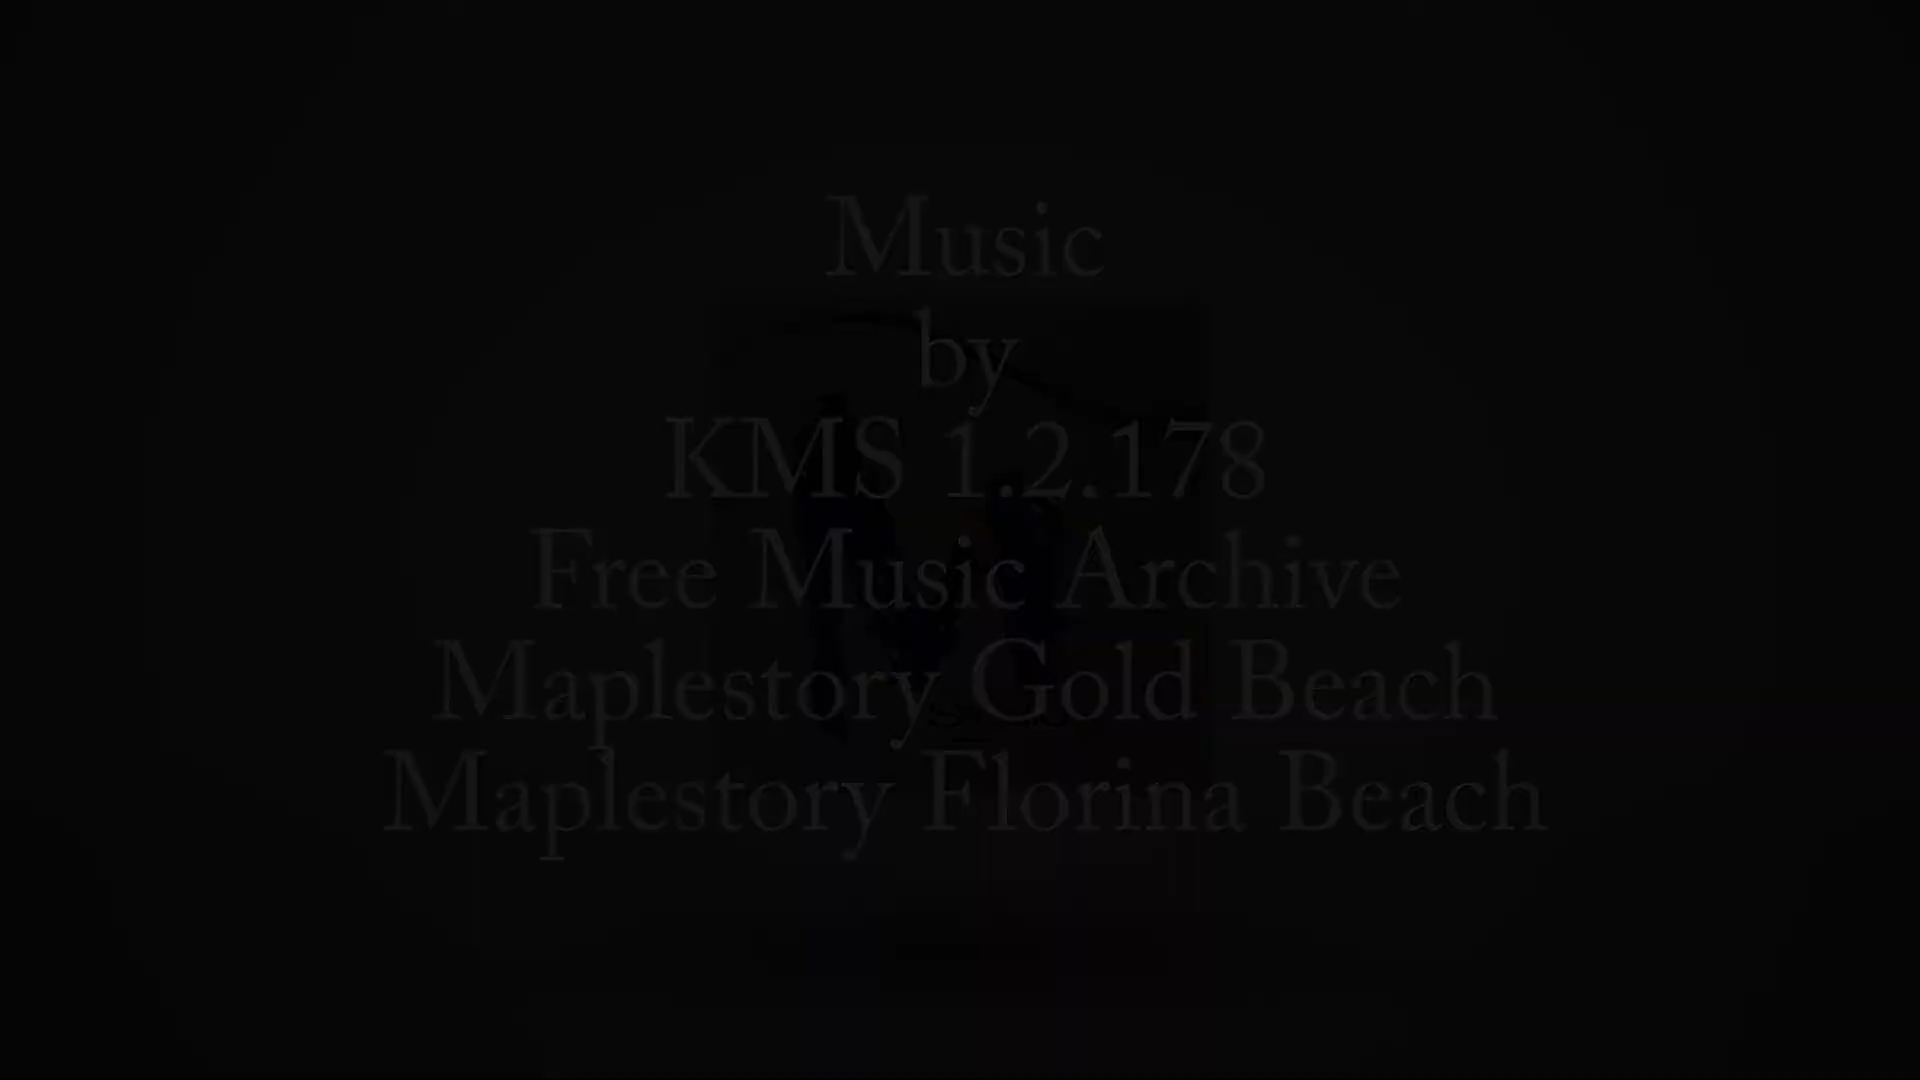 Music
by
KMS 1.2.178
Free Music Archive
Maplestory Gold Beach
Maplestory Florina Beach